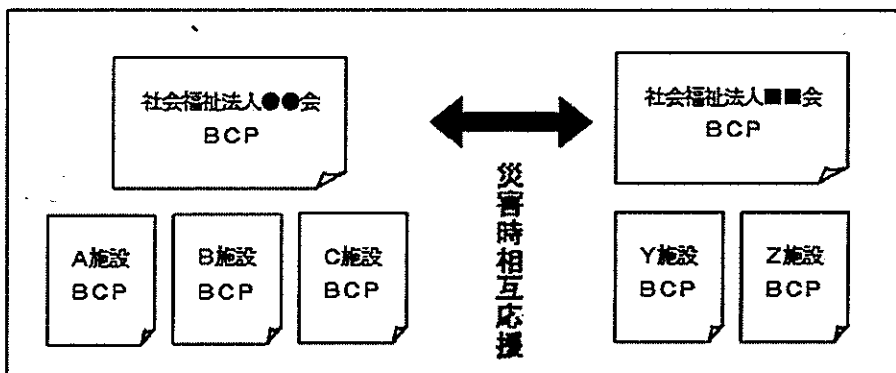 社会福祉法人●●会
BCP
社会福祉法人■■会
BCP
災害時相互応援
A施設
BCP
B施設
BCP
C施設
BCP
Y施設
BCP
Z施設
BCP